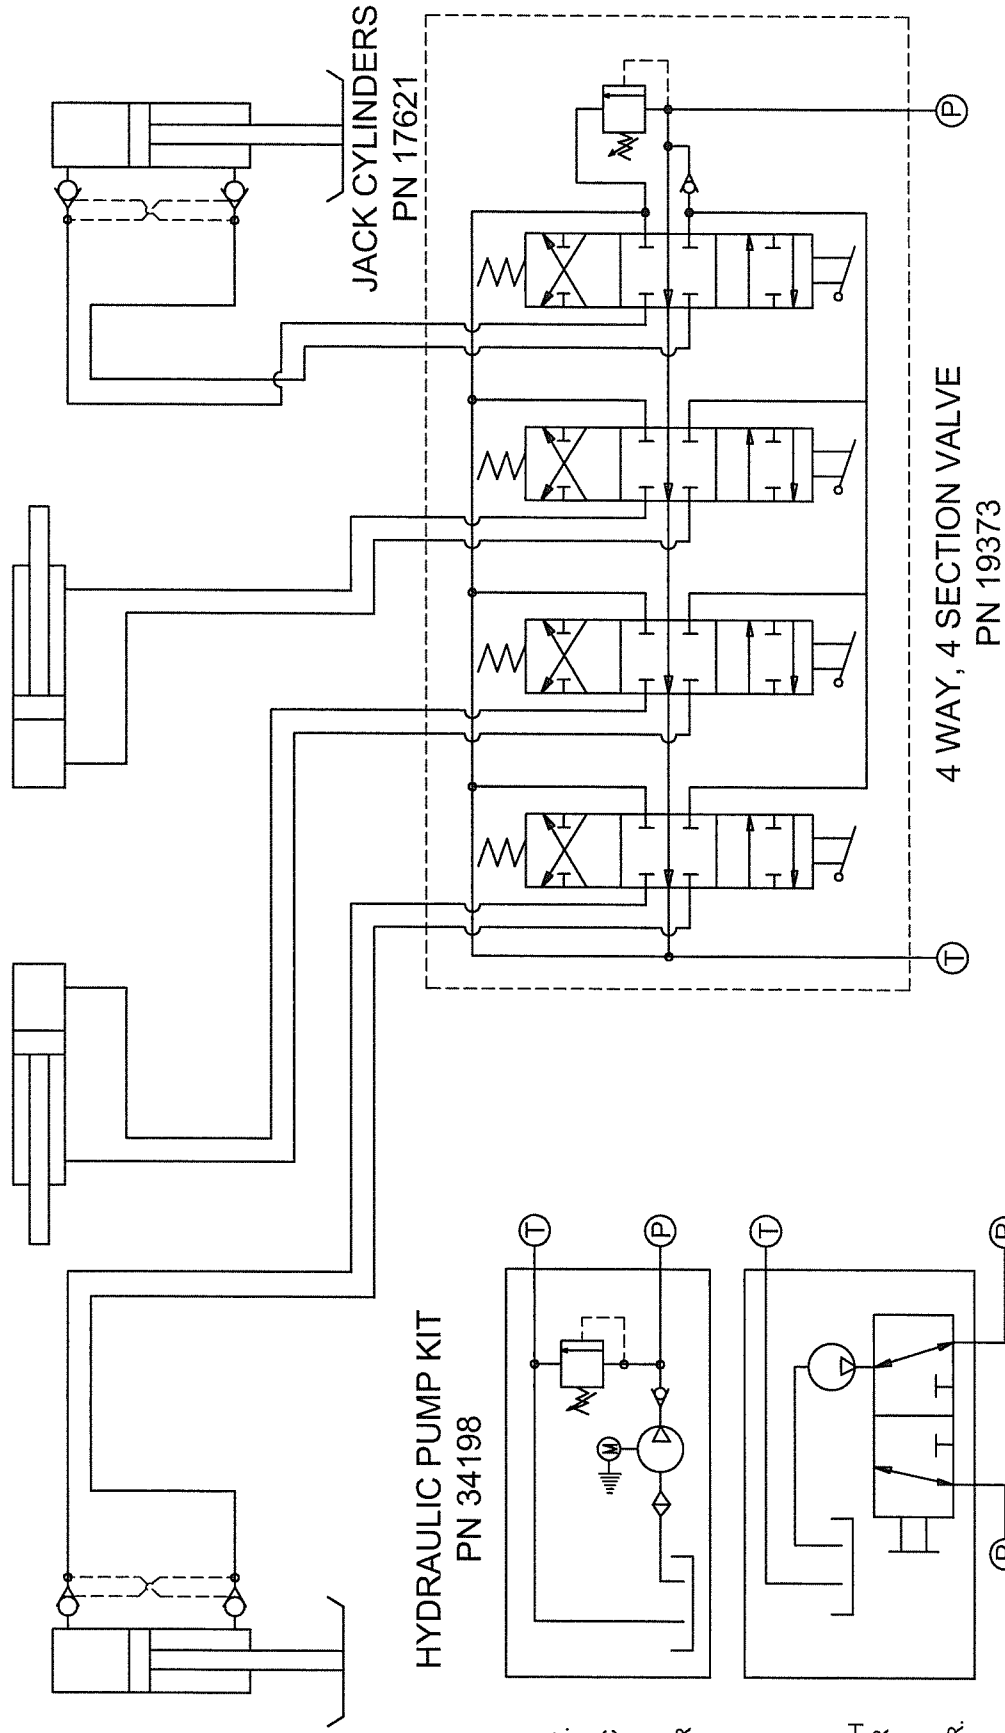 JACK CYLINDERS
PN 17621
P
4 WAY, 4 SECTION VALVE
PN 19373
T
HYDRAULIC PUMP KIT
PN 34198
T
P
M
T